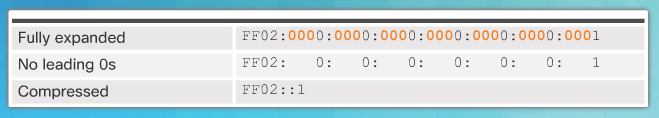 Fully expanded FF02:0000:0000:0000:0000:0000:0000:0001
No leading 0s FF02: 0: 0: 0: 0: 0: 0: 1
Compressed FF02::1